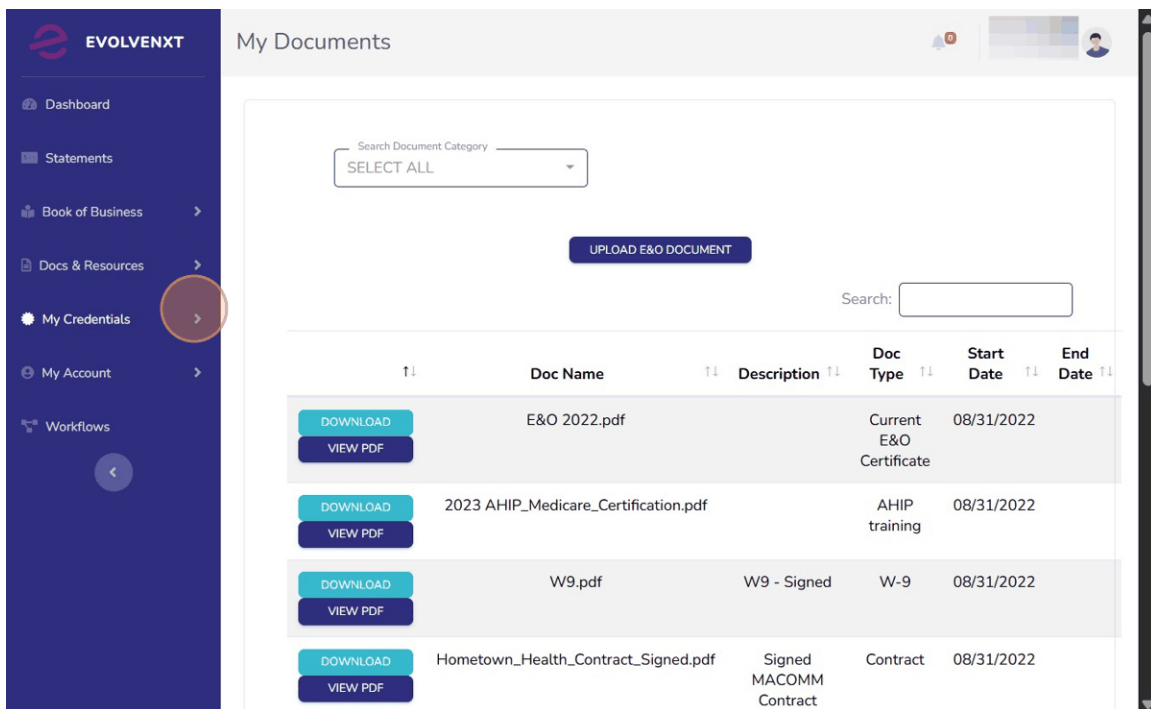 EVOLVENXT
My Documents
0
Dashboard
Statements
Book of Business
Docs & Resources
My Credentials
My Account
Workflows
Search Document Category
SELECT ALL
UPLOAD E&O DOCUMENT
Search:
Doc Name
Description
Doc
Type
Start
Date
End
Date
DOWNLOAD
VIEW PDF
E&O 2022.pdf
Current
E&O
Certificate
08/31/2022
DOWNLOAD
VIEW PDF
2023 AHIP_Medicare_Certification.pdf
AHIP
training
08/31/2022
DOWNLOAD
VIEW PDF
W9.pdf
W9 - Signed
W-9
08/31/2022
DOWNLOAD
VIEW PDF
Hometown_Health_Contract_Signed.pdf
Signed
MACOMM
Contract
Contract
08/31/2022